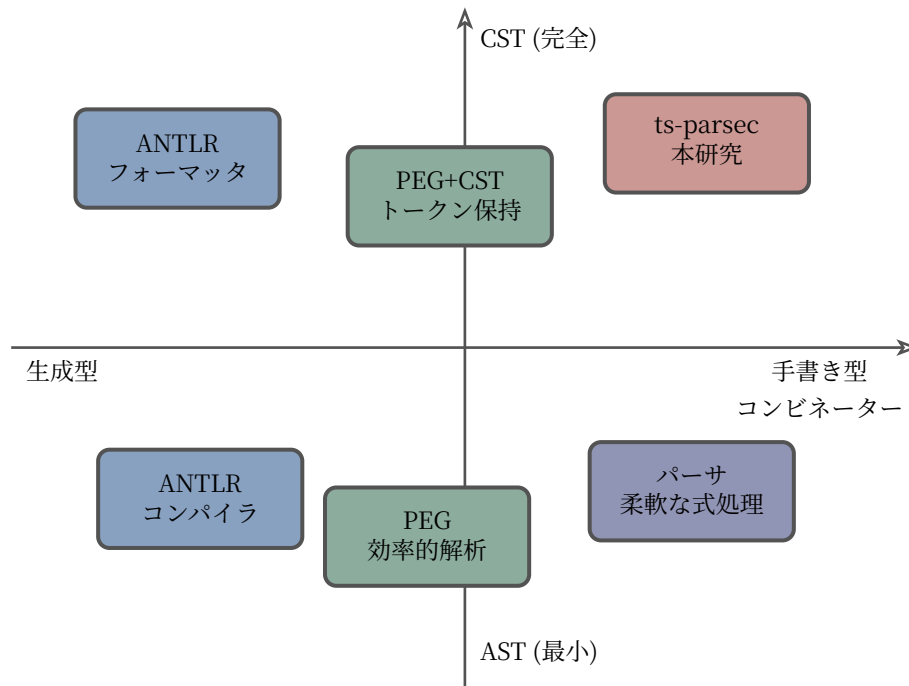 CST (完全)
ANTLR
フォーマッタ
PEG+CST
トークン保持
ts-parsec
本研究
生成型
手書き型
コンビネーター
ANTLR
コンパイラ
PEG
効率的解析
パーサ
柔軟な式処理
AST (最小)